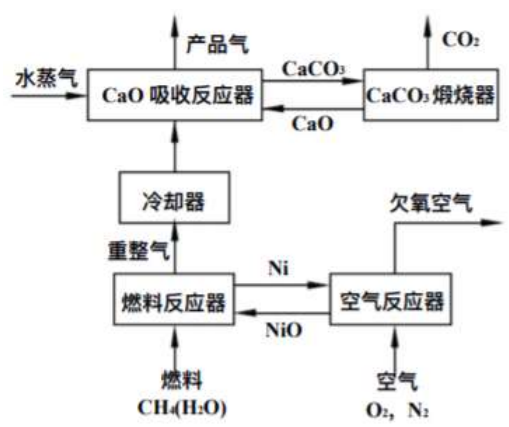 产品气
CO₂
水蒸气
CaO 吸收反应器
CaCO₃
CaO
CaCO₃ 煅烧器
冷却器
欠氧空气
重整气
燃料反应器
Ni
NiO
空气反应器
燃料
CH₄(H₂O)
空气
O₂, N₂